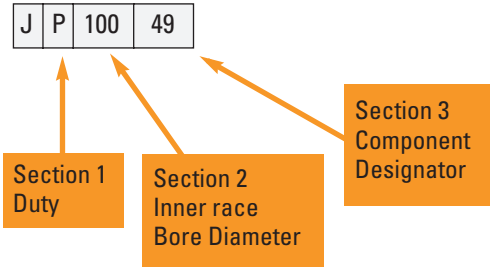 J P 100 49
Section 3
Component
Designator
Section 1
Duty
Section 2
Inner race
Bore Diameter